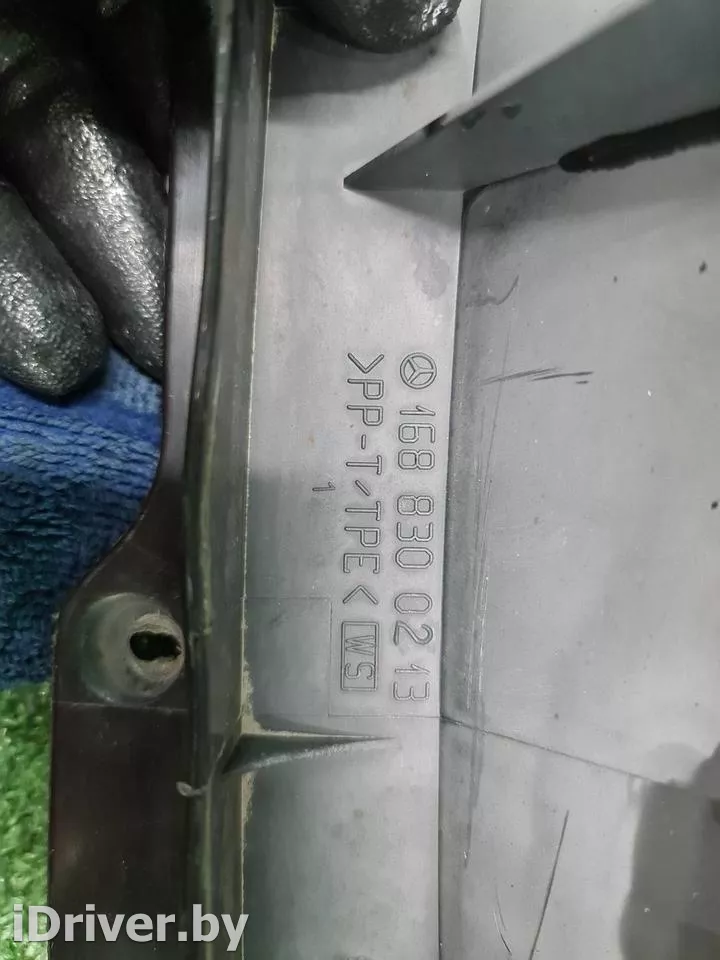 168 830 02 13
>PP-T/TPE< WS
1
iDriver.by